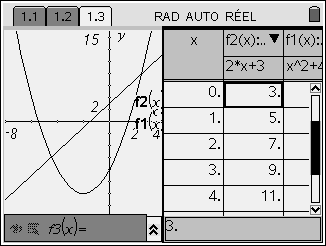 1.1 1.2 1.3 RAD AUTO RÉEL
15 y
2
-8 2 4
f2(x
f1(x
f3(x)=
x f2(x):.. ▼ f1(x):
2*x+3 x^2+4
0. 3.
1. 5.
2. 7.
3. 9.
4. 11.
3.